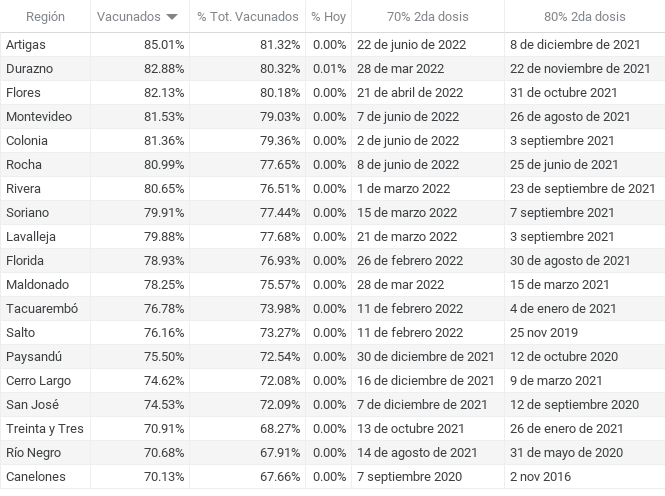 Región Vacunados % Tot. Vacunados % Hoy 70% 2da dosis 80% 2da dosis
Artigas 85.01% 81.32% 0.00% 22 de junio de 2022 8 de diciembre de 2021
Durazno 82.88% 80.32% 0.01% 28 de mar 2022 22 de noviembre de 2021
Flores 82.13% 80.18% 0.00% 21 de abril de 2022 31 de octubre 2021
Montevideo 81.53% 79.03% 0.00% 7 de junio de 2022 26 de agosto de 2021
Colonia 81.36% 79.36% 0.00% 2 de junio de 2022 3 septiembre 2021
Rocha 80.99% 77.65% 0.00% 8 de junio de 2022 25 de junio de 2021
Rivera 80.65% 76.51% 0.00% 1 de marzo 2022 23 de septiembre de 2021
Soriano 79.91% 77.44% 0.00% 15 de marzo 2022 7 septiembre 2021
Lavalleja 79.88% 77.68% 0.00% 21 de marzo 2022 3 septiembre 2021
Florida 78.93% 76.93% 0.00% 26 de febrero 2022 30 de agosto de 2021
Maldonado 78.25% 75.57% 0.00% 28 de mar 2022 15 de marzo 2021
Tacuarembó 76.78% 73.98% 0.00% 11 de febrero 2022 4 de enero de 2021
Salto 76.16% 73.27% 0.00% 11 de febrero 2022 25 nov 2019
Paysandú 75.50% 72.54% 0.00% 30 de diciembre de 2021 12 de octubre 2020
Cerro Largo 74.62% 72.08% 0.00% 16 de diciembre de 2021 9 de marzo 2021
San José 74.53% 72.09% 0.00% 7 de diciembre de 2021 12 de septiembre 2020
Treinta y Tres 70.91% 68.27% 0.00% 13 de octubre 2021 26 de enero de 2021
Río Negro 70.68% 67.91% 0.00% 14 de agosto de 2021 31 de mayo de 2020
Canelones 70.13% 67.66% 0.00% 7 septiembre 2020 2 nov 2016